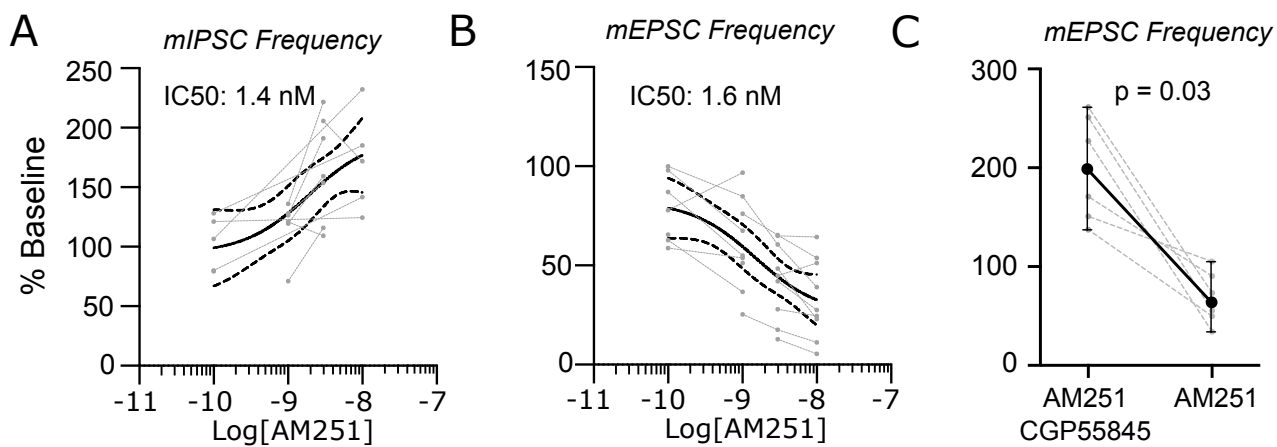 A
mIPSC Frequency
250
200
150
100
50
0
% Baseline
IC50: 1.4 nM
-11
-10
-9
-8
-7
Log[AM251]
B
mEPSC Frequency
150
100
50
0
IC50: 1.6 nM
-11
-10
-9
-8
-7
Log[AM251]
C
mEPSC Frequency
300
200
100
0
p = 0.03
AM251
CGP55845
AM251